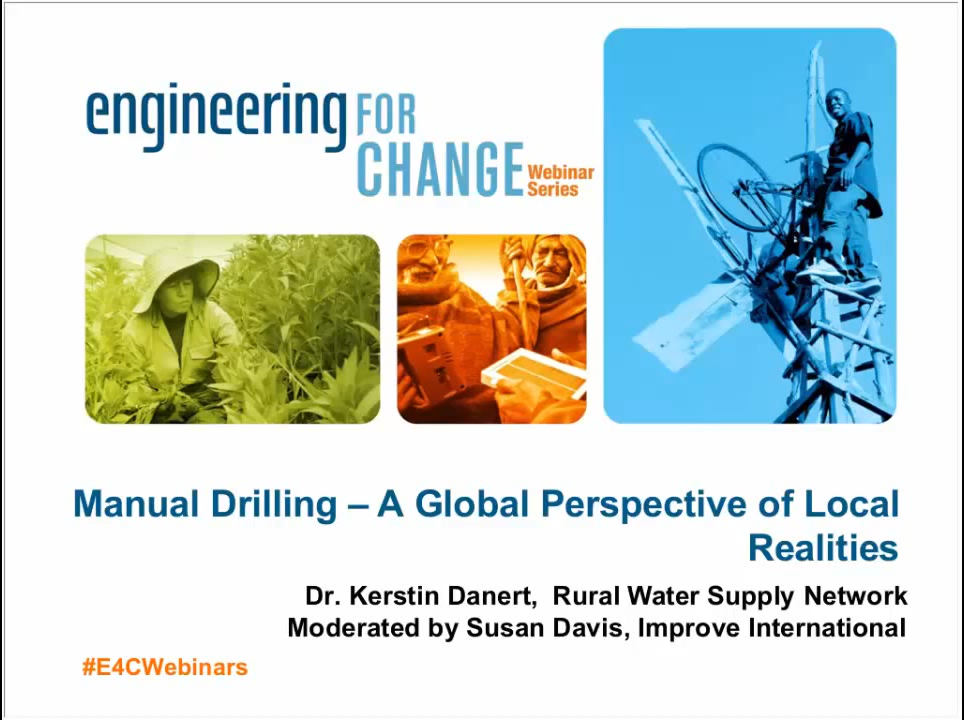 engineering FOR
CHANGE Webinar
Series
Manual Drilling – A Global Perspective of Local
Realities
Dr. Kerstin Danert,  Rural Water Supply Network
Moderated by Susan Davis, Improve International
#E4CWebinars